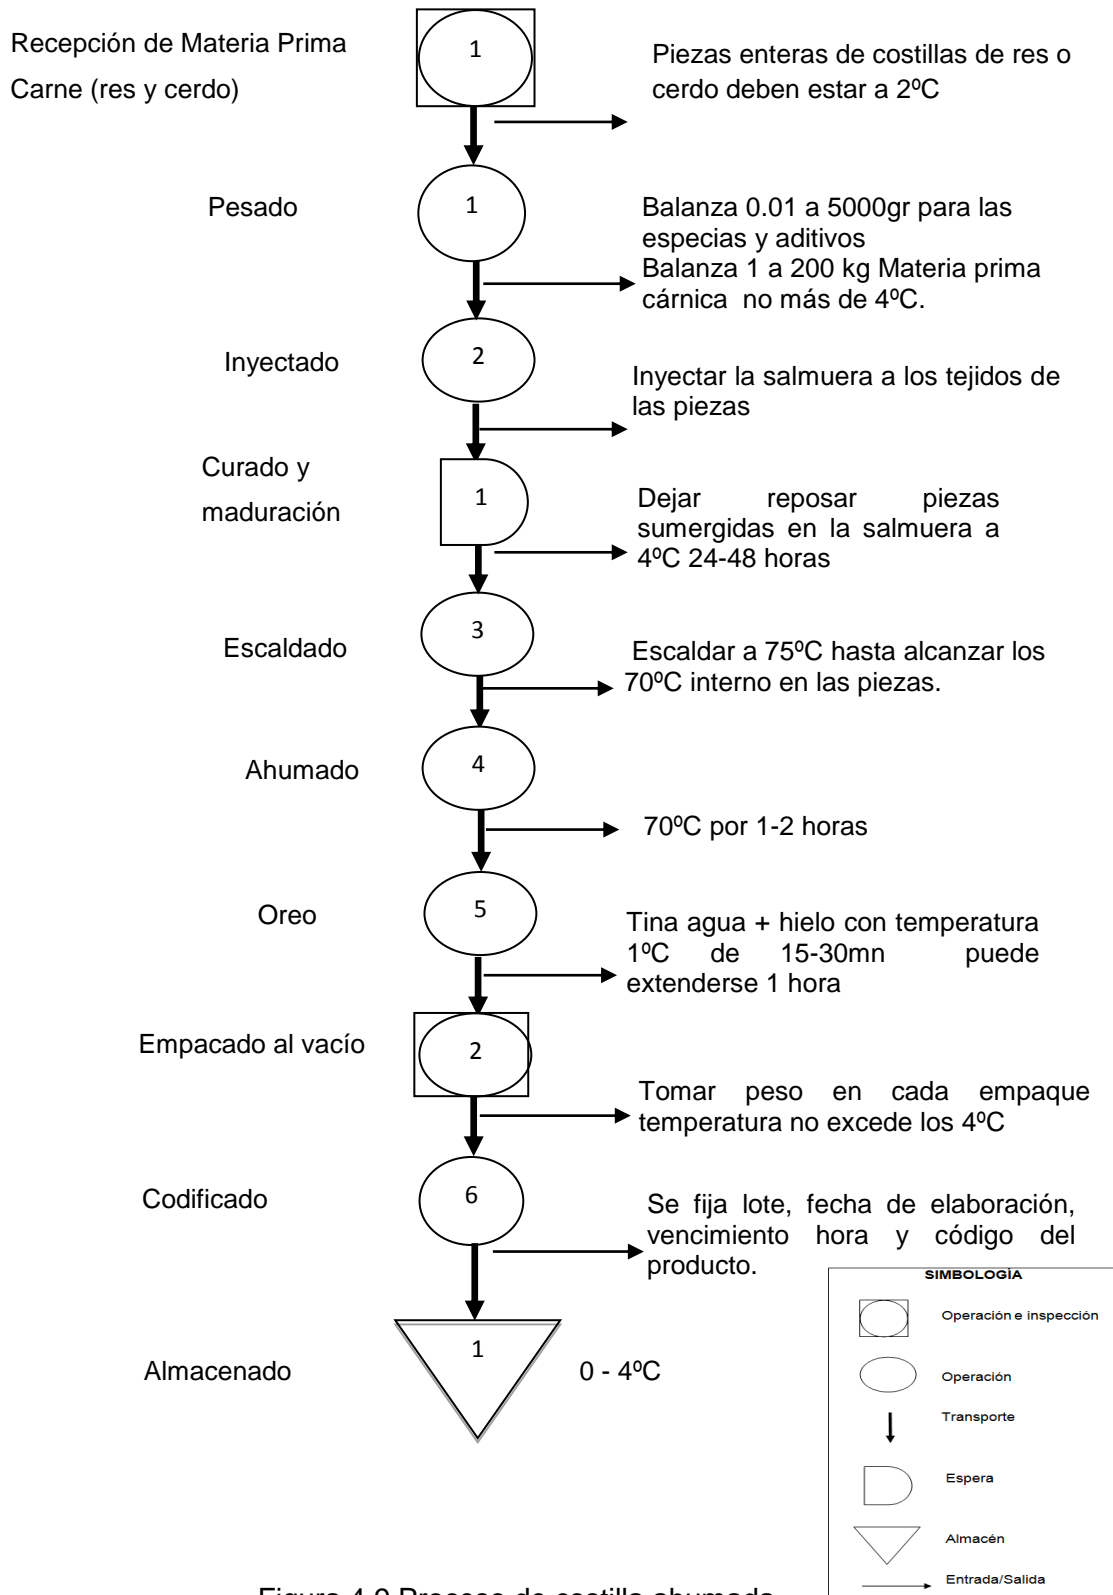 Recepción de Materia Prima
Carne (res y cerdo)
1
Piezas enteras de costillas de res o
cerdo deben estar a 2ºC
Pesado
1
Balanza 0.01 a 5000gr para las
especias y aditivos
Balanza 1 a 200 kg Materia prima
cárnica no más de 4ºC.
Inyectado
2
Inyectar la salmuera a los tejidos de
las piezas
Curado y
maduración
1
Dejar reposar piezas
sumergidas en la salmuera a
4ºC 24-48 horas
Escaldado
3
Escaldar a 75ºC hasta alcanzar los
70ºC interno en las piezas.
Ahumado
4
70ºC por 1-2 horas
Oreo
5
Tina agua + hielo con temperatura
1ºC de 15-30mn puede
extenderse 1 hora
Empacado al vacío
2
Tomar peso en cada empaque
temperatura no excede los 4ºC
Codificado
6
Se fija lote, fecha de elaboración,
vencimiento hora y código del
producto.
Almacenado
1
0 - 4ºC
SIMBOLOGÍA
Operación e inspección
Operación
Transporte
Espera
Almacén
Entrada/Salida
Figura 4.9 Proceso de costilla ahumada